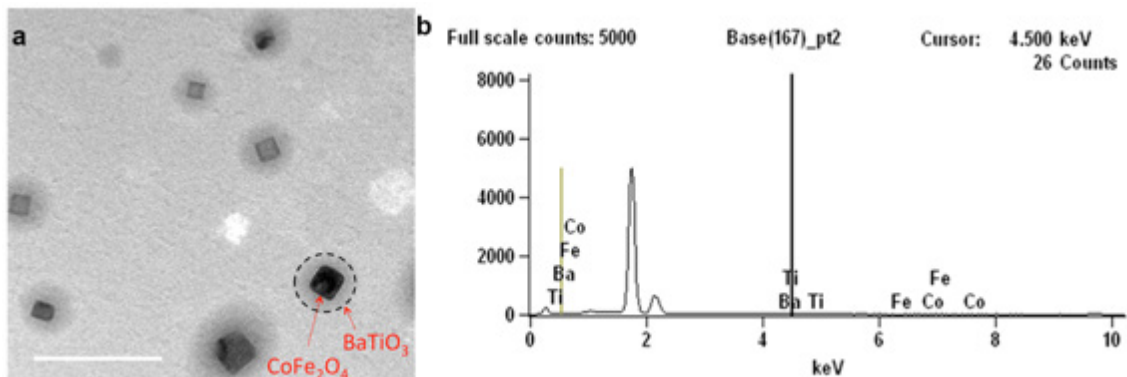 a
BaTiO₃
CoFe₂O₄
b
Full scale counts: 5000 Base(167)_pt2 Cursor: 4.500 keV
26 Counts
8000
6000
4000
2000
0
Co
Fe
Ba
Ti
Ti Fe
Ba Ti Fe Co Co
0 2 4 6 8 10
keV